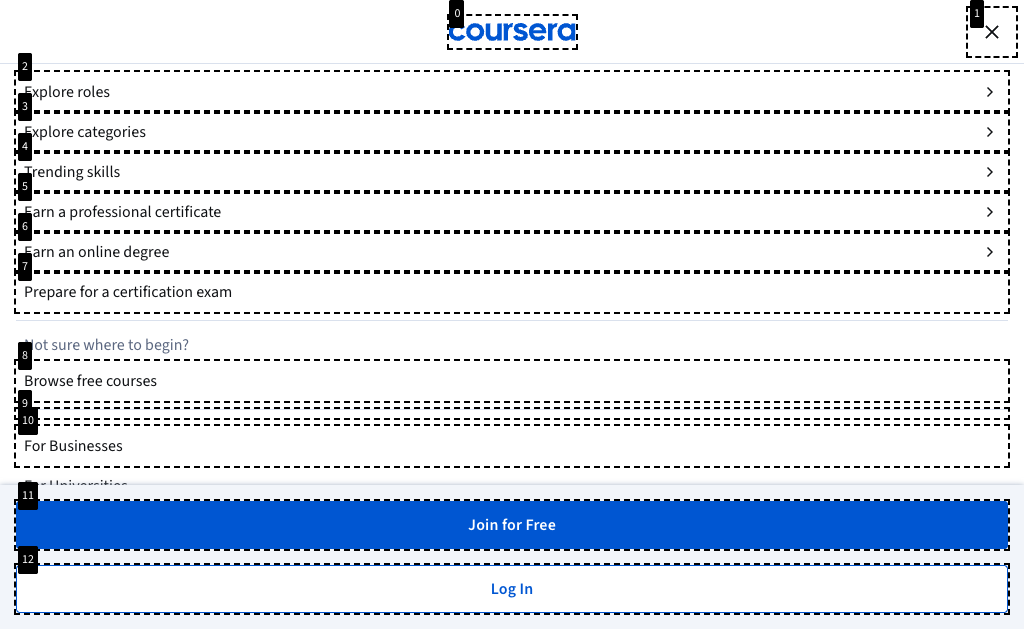 0
coursera
1
2
Explore roles
3
Explore categories
4
Trending skills
5
Earn a professional certificate
6
Earn an online degree
7
Prepare for a certification exam
Not sure where to begin?
8
Browse free courses
9
10
For Businesses
For Universities
11
Join for Free
12
Log In